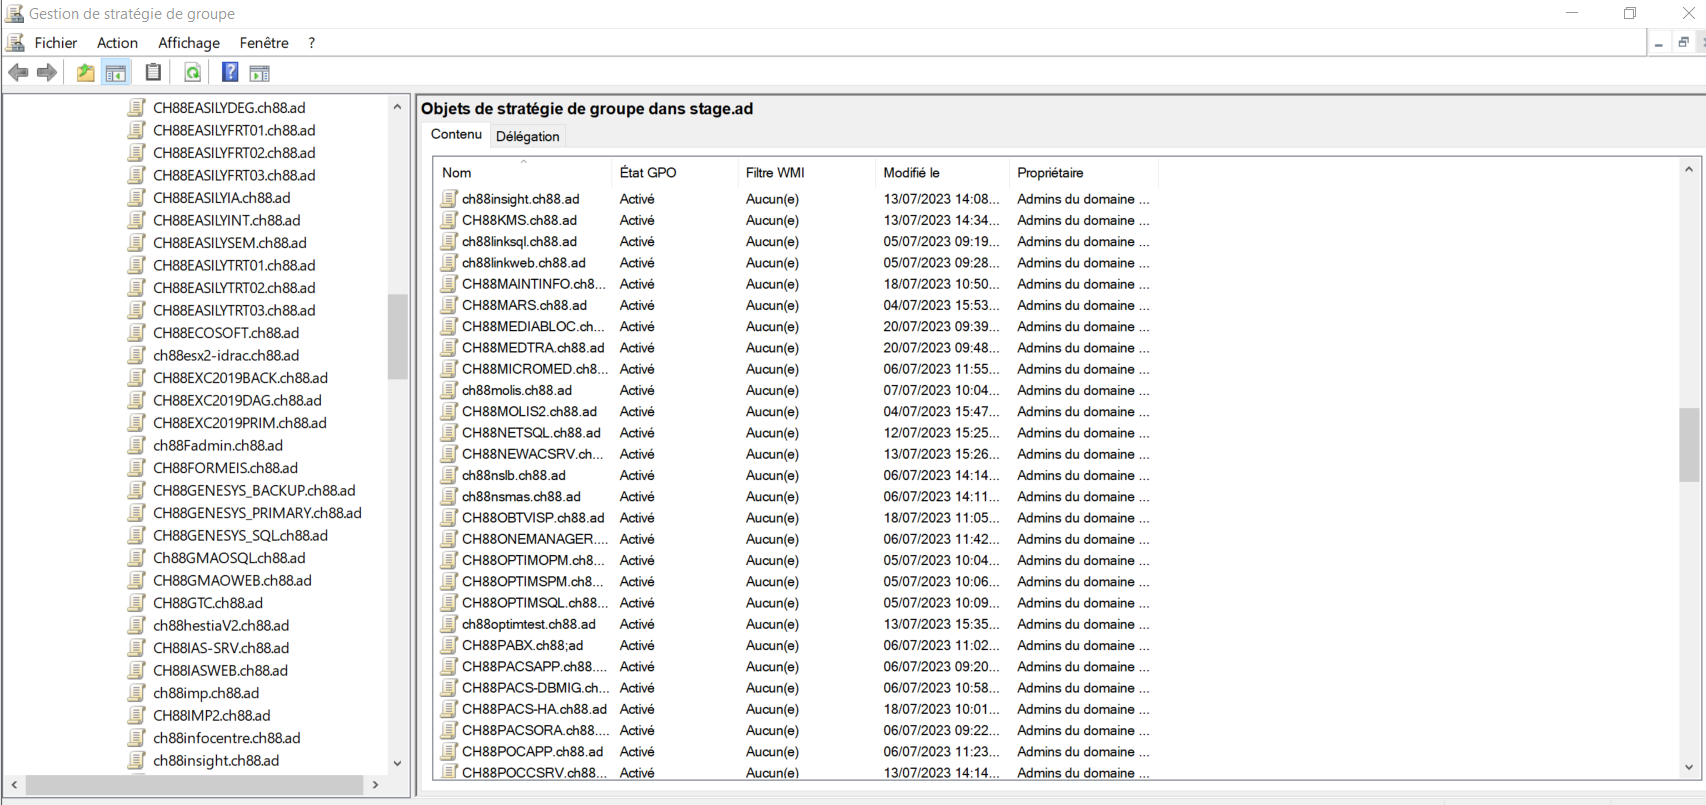 Gestion de stratégie de groupe
Fichier Action Affichage Fenêtre ?
CH88EASILYDEG.ch88.ad
CH88EASILYFRT01.ch88.ad
CH88EASILYFRT02.ch88.ad
CH88EASILYFRT03.ch88.ad
CH88EASILYIA.ch88.ad
CH88EASILYINT.ch88.ad
CH88EASILYSEM.ch88.ad
CH88EASILYTRT01.ch88.ad
CH88EASILYTRT02.ch88.ad
CH88EASILYTRT03.ch88.ad
CH88ECOSOFT.ch88.ad
ch88esx2-idrac.ch88.ad
CH88EXC2019BACK.ch88.ad
CH88EXC2019DAG.ch88.ad
CH88EXC2019PRIM.ch88.ad
ch88Fadmin.ch88.ad
CH88FORMEIS.ch88.ad
CH88GENESYS_BACKUP.ch88.ad
CH88GENESYS_PRIMARY.ch88.ad
CH88GENESYS_SQL.ch88.ad
Ch88GMAOSQL.ch88.ad
CH88GMAOWEB.ch88.ad
CH88GTC.ch88.ad
ch88hestiaV2.ch88.ad
CH88IAS-SRV.ch88.ad
CH88IASWEB.ch88.ad
ch88imp.ch88.ad
CH88IMP2.ch88.ad
ch88infocentre.ch88.ad
ch88insight.ch88.ad
Objets de stratégie de groupe dans stage.ad
Contenu Délégation
Nom État GPO Filtre WMI Modifié le Propriétaire
ch88insight.ch88.ad Activé Aucun(e) 13/07/2023 14:08... Admins du domaine ...
CH88KMS.ch88.ad Activé Aucun(e) 13/07/2023 14:34... Admins du domaine ...
ch88linksql.ch88.ad Activé Aucun(e) 05/07/2023 09:19... Admins du domaine ...
ch88linkweb.ch88.ad Activé Aucun(e) 05/07/2023 09:28... Admins du domaine ...
CH88MAINTINFO.ch8... Activé Aucun(e) 18/07/2023 10:50... Admins du domaine ...
CH88MARS.ch88.ad Activé Aucun(e) 04/07/2023 15:53... Admins du domaine ...
CH88MEDIABLOC.ch... Activé Aucun(e) 20/07/2023 09:39... Admins du domaine ...
CH88MEDTRA.ch88.ad Activé Aucun(e) 20/07/2023 09:48... Admins du domaine ...
CH88MICROMED.ch8... Activé Aucun(e) 06/07/2023 11:55... Admins du domaine ...
ch88molis.ch88.ad Activé Aucun(e) 07/07/2023 10:04... Admins du domaine ...
CH88MOLIS2.ch88.ad Activé Aucun(e) 04/07/2023 15:47... Admins du domaine ...
CH88NETSQL.ch88.ad Activé Aucun(e) 12/07/2023 15:25... Admins du domaine ...
CH88NEWACSRV.ch... Activé Aucun(e) 13/07/2023 15:26... Admins du domaine ...
ch88nslb.ch88.ad Activé Aucun(e) 06/07/2023 14:14... Admins du domaine ...
ch88nsmas.ch88.ad Activé Aucun(e) 06/07/2023 14:11... Admins du domaine ...
CH88OBTVISP.ch88.ad Activé Aucun(e) 18/07/2023 11:05... Admins du domaine ...
CH88ONEMANAGER.... Activé Aucun(e) 06/07/2023 11:42... Admins du domaine ...
CH88OPTIMOPM.ch8... Activé Aucun(e) 05/07/2023 10:04... Admins du domaine ...
CH88OPTIMSPM.ch8... Activé Aucun(e) 05/07/2023 10:06... Admins du domaine ...
CH88OPTIMSQL.ch88... Activé Aucun(e) 05/07/2023 10:09... Admins du domaine ...
ch88optimtest.ch88.ad Activé Aucun(e) 13/07/2023 15:35... Admins du domaine ...
CH88PABX.ch88;ad Activé Aucun(e) 06/07/2023 11:02... Admins du domaine ...
CH88PACSAPP.ch88.... Activé Aucun(e) 06/07/2023 09:20... Admins du domaine ...
CH88PACS-DBMIG.ch... Activé Aucun(e) 06/07/2023 10:58... Admins du domaine ...
CH88PACS-HA.ch88.ad Activé Aucun(e) 18/07/2023 10:01... Admins du domaine ...
CH88PACSORA.ch88.... Activé Aucun(e) 06/07/2023 09:22... Admins du domaine ...
CH88POCAPP.ch88.ad Activé Aucun(e) 06/07/2023 11:23... Admins du domaine ...
CH88POCCSRV.ch88... Activé Aucun(e) 13/07/2023 14:14... Admins du domaine ...